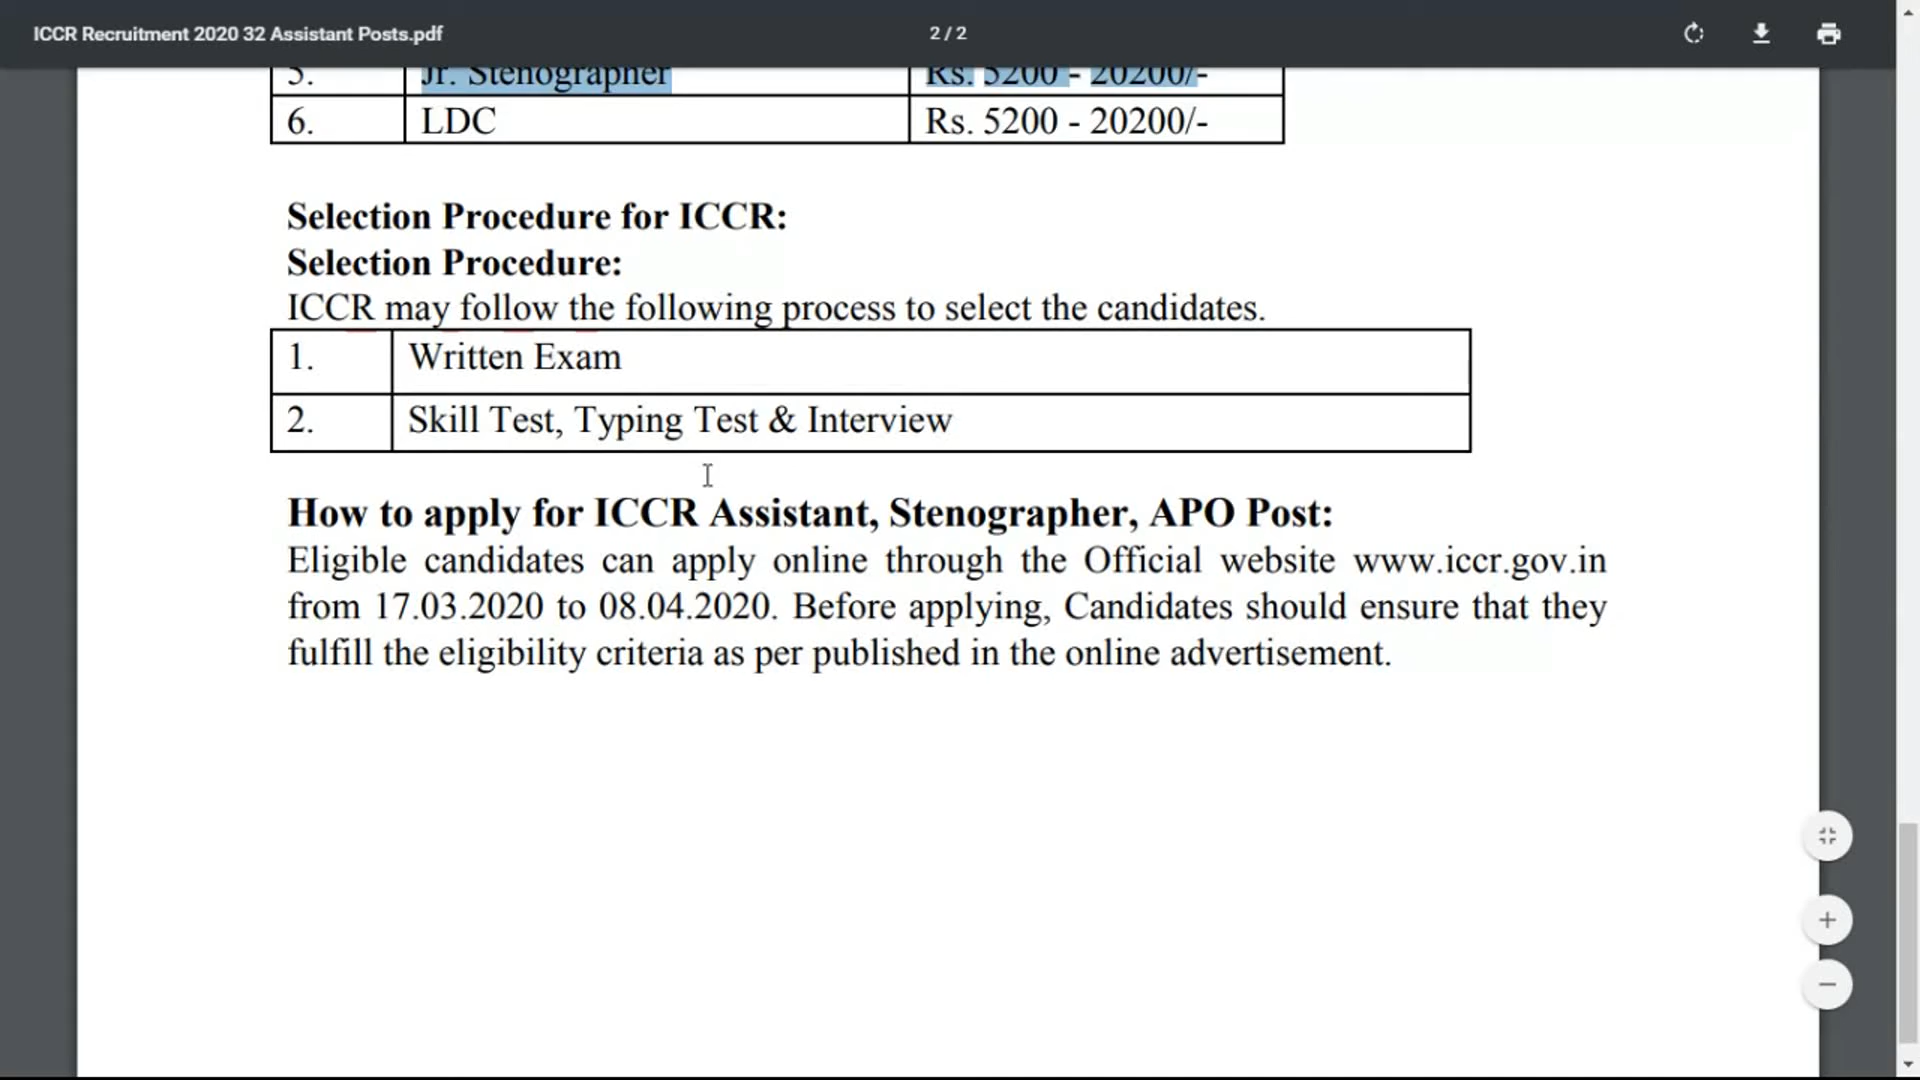 ICCR Recruitment 2020 32 Assistant Posts.pdf 2 / 2
5. Jr. Stenographer Rs. 5200 - 20200/-
6. LDC Rs. 5200 - 20200/-
Selection Procedure for ICCR:
Selection Procedure:
ICCR may follow the following process to select the candidates.
1. Written Exam
2. Skill Test, Typing Test & Interview
How to apply for ICCR Assistant, Stenographer, APO Post:
Eligible candidates can apply online through the Official website www.iccr.gov.in
from 17.03.2020 to 08.04.2020. Before applying, Candidates should ensure that they
fulfill the eligibility criteria as per published in the online advertisement.